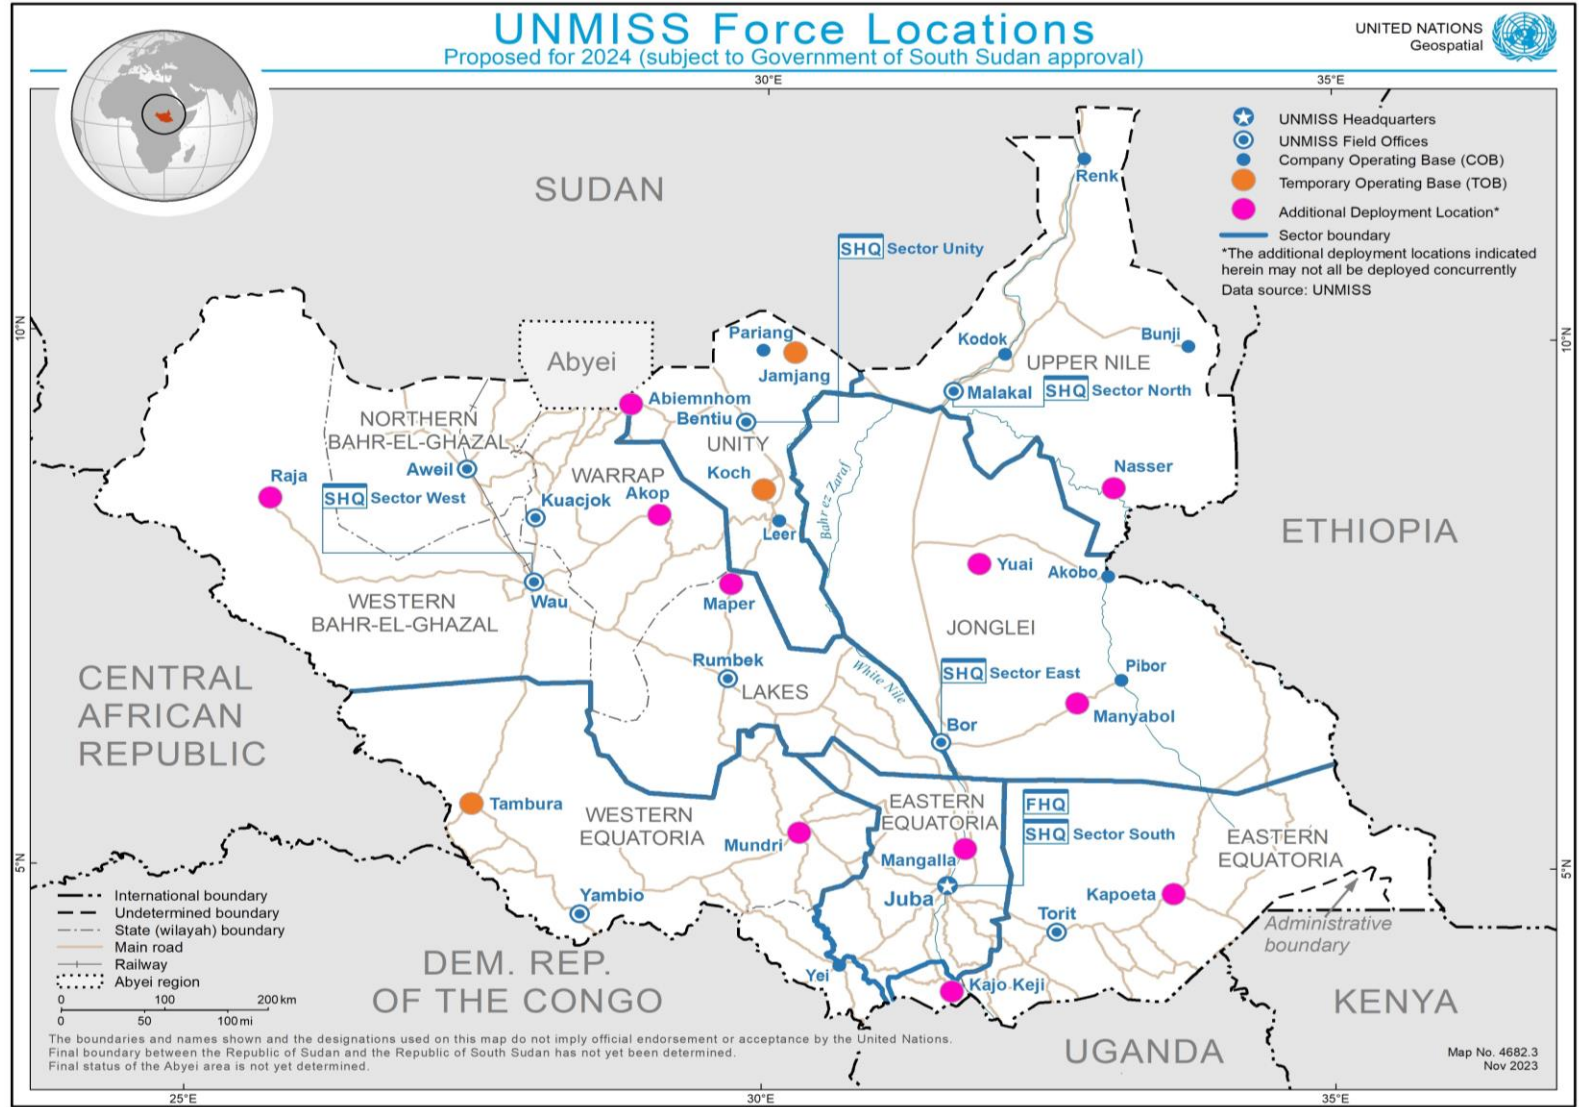 UNMISS Force Locations
Proposed for 2024 (subject to Government of South Sudan approval)
UNITED NATIONS
Geospatial
30°E
35°E
UNMISS Headquarters
UNMISS Field Offices
Company Operating Base (COB)
Temporary Operating Base (TOB)
Additional Deployment Location*
Sector boundary
*The additional deployment locations indicated
herein may not all be deployed concurrently
Data source: UNMISS
SUDAN
Renk
SHQ Sector Unity
10°N
10°N
Abyei
Pariang
Jamjang
Kodok
Bunji
UPPER NILE
Malakal
SHQ Sector North
Abiemnhom
Bentiu
UNITY
NORTHERN
BAHR-EL-GHAZAL
Aweil
WARRAP
Koch
Nasser
Raja
SHQ Sector West
Kuacjok
Akop
Leer
Bahr ez Zaraf
ETHIOPIA
Yuai
Akobo
Wau
Maper
WESTERN
BAHR-EL-GHAZAL
JONGLEI
CENTRAL
AFRICAN
REPUBLIC
Rumbek
LAKES
White Nile
SHQ Sector East
Pibor
Manyabol
Bor
Tambura
WESTERN
EQUATORIA
EASTERN
EQUATORIA
FHQ
SHQ Sector South
EASTERN
EQUATORIA
Mundri
Mangalla
Juba
5°N
5°N
Kapoeta
Yambio
Torit
Administrative
boundary
Yei
Kajo Keji
DEM. REP.
OF THE CONGO
KENYA
UGANDA
International boundary
Undetermined boundary
State (wilayah) boundary
Main road
Railway
Abyei region
0 100 200 km
0 50 100 mi
The boundaries and names shown and the designations used on this map do not imply official endorsement or acceptance by the United Nations.
Final boundary between the Republic of Sudan and the Republic of South Sudan has not yet been determined.
Final status of the Abyei area is not yet determined.
Map No. 4682.3
Nov 2023
25°E
30°E
35°E